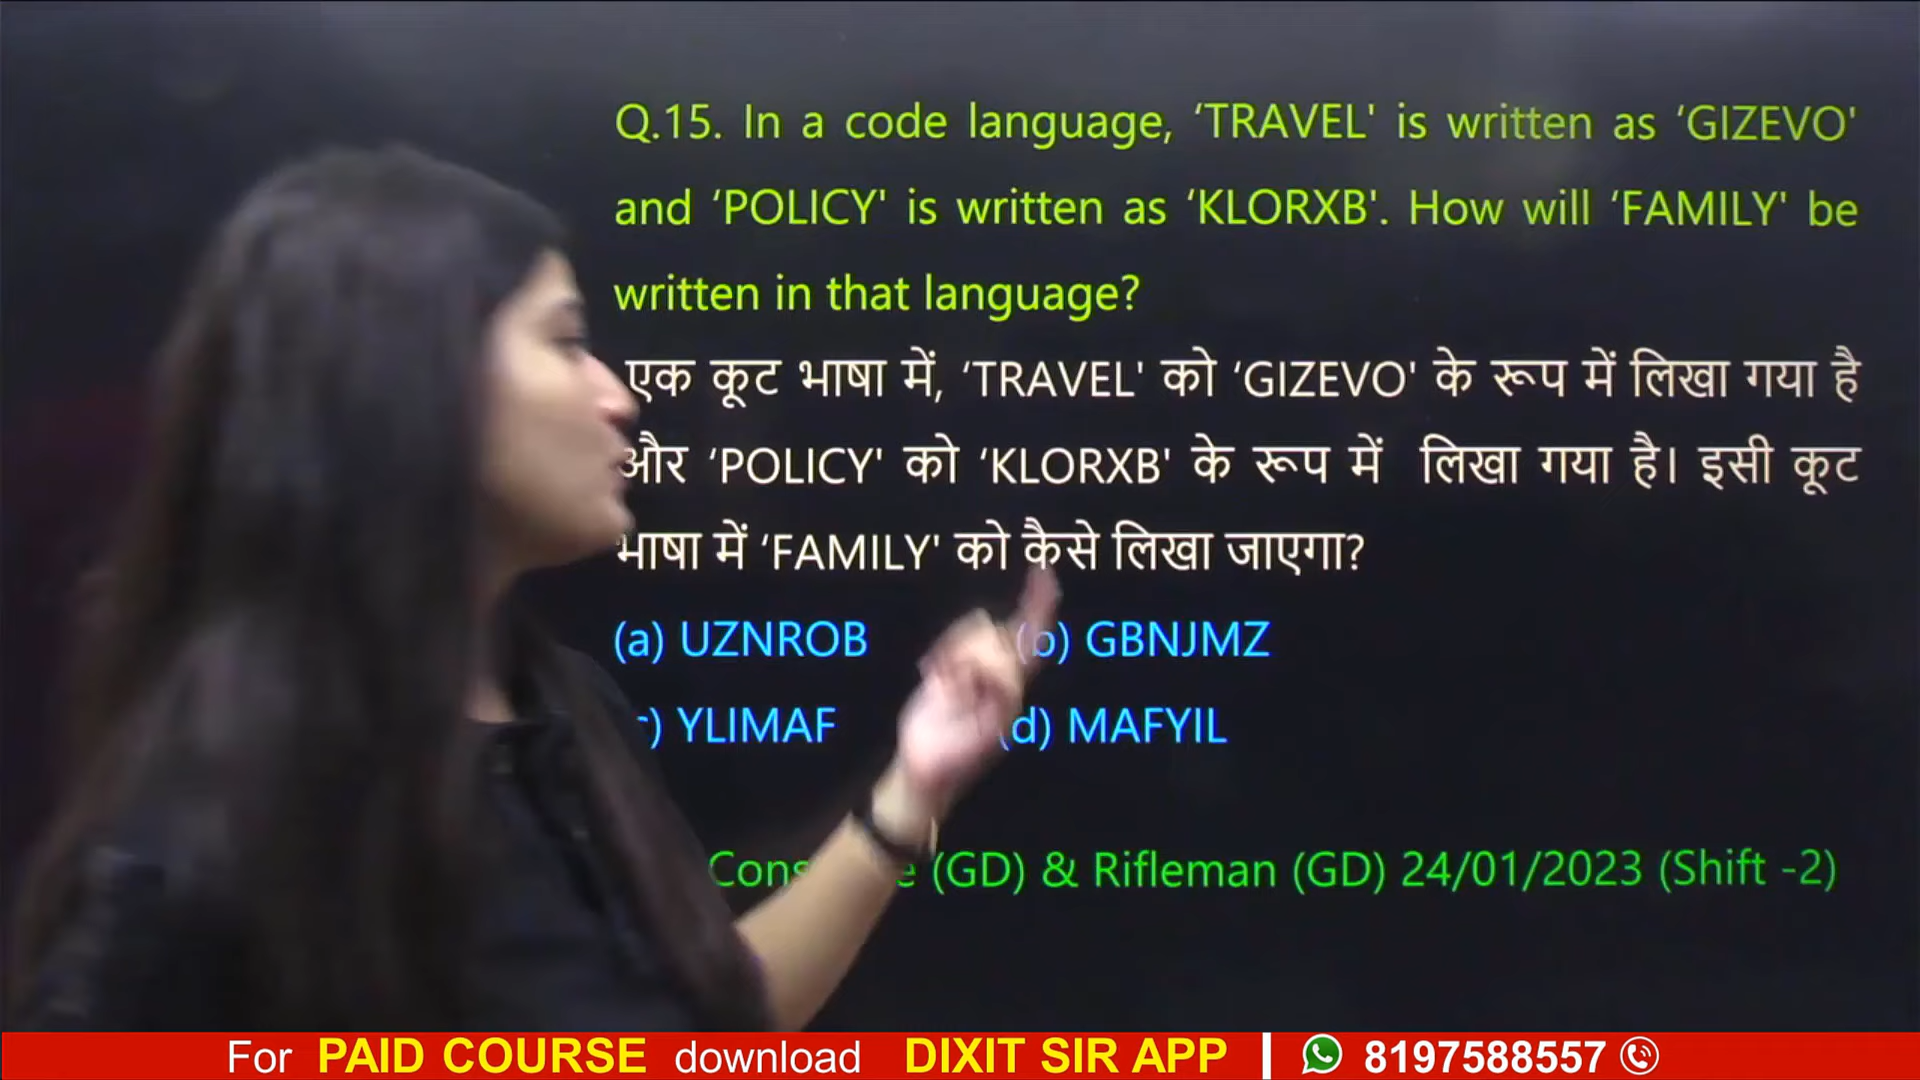 Q.15. In a code language, ‘TRAVEL' is written as ‘GIZEVO'
and ‘POLICY' is written as ‘KLORXB'. How will ‘FAMILY' be
written in that language?
एक कूट भाषा में, ‘TRAVEL' को ‘GIZEVO' के रूप में लिखा गया है
और ‘POLICY' को ‘KLORXB' के रूप में लिखा गया है। इसी कूट
भाषा में ‘FAMILY' को कैसे लिखा जाएगा?
(a) UZNROB (b) GBNJMZ
) YLIMAF (d) MAFYIL
(GD) & Rifleman (GD) 24/01/2023 (Shift -2)
For PAID COURSE download DIXIT SIR APP | 8197588557